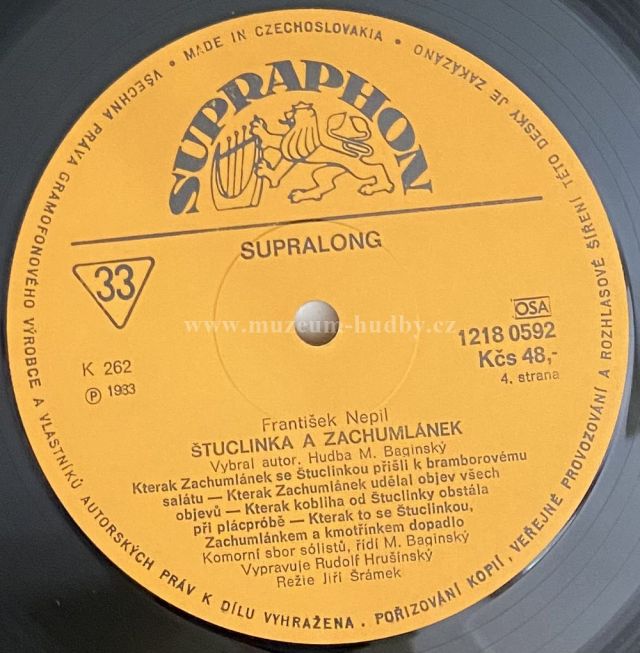 VŠECHNA PRÁVA GRAMOFONOVÉHO VÝROBCE A VLASTNÍKŮ AUTORSKÝCH PRÁV K DÍLU VYHRAŽENA. POŘIZOVÁNÍ KOPIÍ, VEŘEJNÉ PROVOZOVÁNÍ A ROZHLASOVÉ ŠÍŘENÍ TÉTO DESKY JE ZAKÁZÁNO
• MADE IN CZECHOSLOVAKIA •
SUPRAPHON
SUPRALONG
33
www.muzeum-hudby.cz
OSA
1218 0592
Kčs 48,-
4. strana
K 262
Ⓟ 1983
František Nepil
ŠTUCLINKA A ZACHUMLÁNEK
Vybral autor. Hudba M. Baginský
Kterak Zachumlánek se Štuclinkou přišli k bramborovému
salátu — Kterak Zachumlánek udělal objev všech
objevů — Kterak kobliha od Štuclinky obstála
při plácpróbě — Kterak to se Štuclinkou,
Zachumlánkem a kmotřínkem dopadlo
Komorní sbor sólistů, řídí M. Baginský
Vypravuje Rudolf Hrušínský
Režie Jiří Šrámek